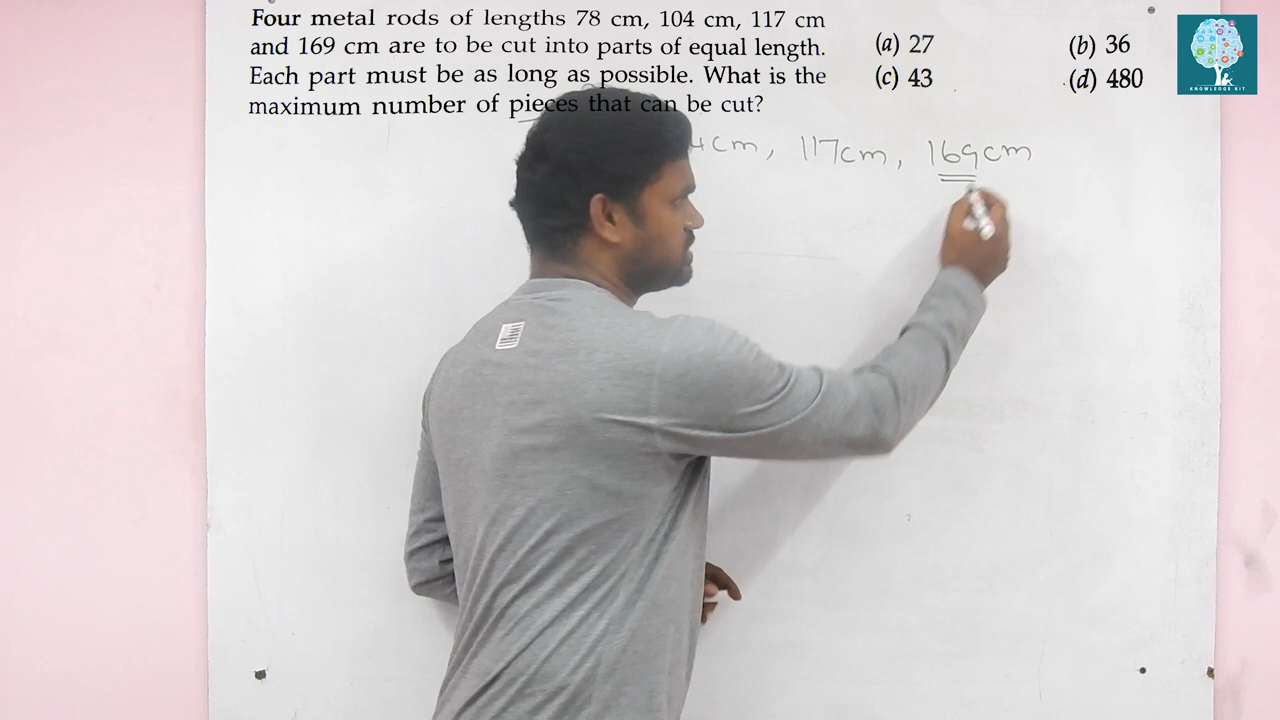 Four metal rods of lengths 78 cm, 104 cm, 117 cm
and 169 cm are to be cut into parts of equal length.
Each part must be as long as possible. What is the
maximum number of pieces that can be cut?
(a) 27
(b) 36
(c) 43
(d) 480
KNOWLEDGE KIT
4cm, 117cm, 169cm